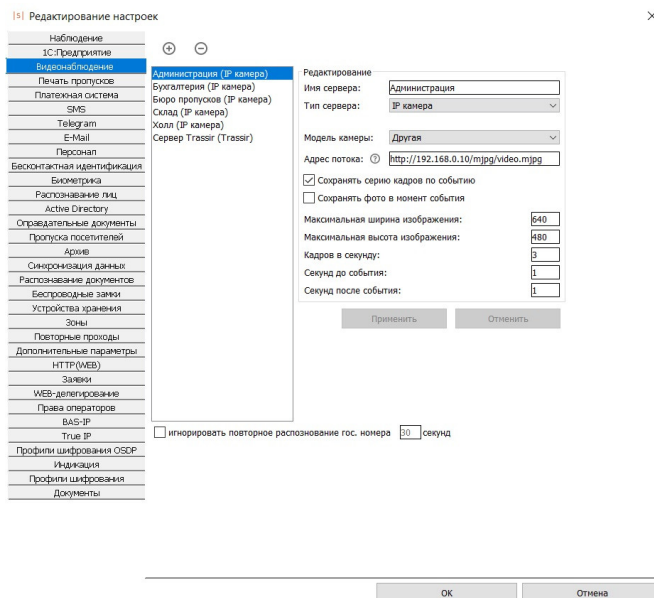 |s| Редактирование настроек
Наблюдение
1С:Предприятие
Видеонаблюдение
Печать пропусков
Платежная система
SMS
Telegram
E-Mail
Персонал
Бесконтактная идентификация
Биометрика
Распознавание лиц
Active Directory
Оправдательные документы
Пропуска посетителей
Архив
Синхронизация данных
Распознавание документов
Беспроводные замки
Устройства хранения
Зоны
Повторные проходы
Дополнительные параметры
HTTP(WEB)
Заявки
WEB-делегирование
Права операторов
BAS-IP
True IP
Профили шифрования OSDP
Индикация
Профили шифрования
Документы
Администрация (IP камера)
Бухгалтерия (IP камера)
Бюро пропусков (IP камера)
Склад (IP камера)
Холл (IP камера)
Сервер Trassir (Trassir)
Редактирование
Имя сервера: Администрация
Тип сервера: IP камера
Модель камеры: Другая
Адрес потока: ? http://192.168.0.10/mjpg/video.mjpg
Сохранять серию кадров по событию
Сохранять фото в момент события
Максимальная ширина изображения: 640
Максимальная высота изображения: 480
Кадров в секунду: 3
Секунд до события: 1
Секунд после события: 1
Применить Отменить
игнорировать повторное распознование гос. номера 30 секунд
OK Отмена